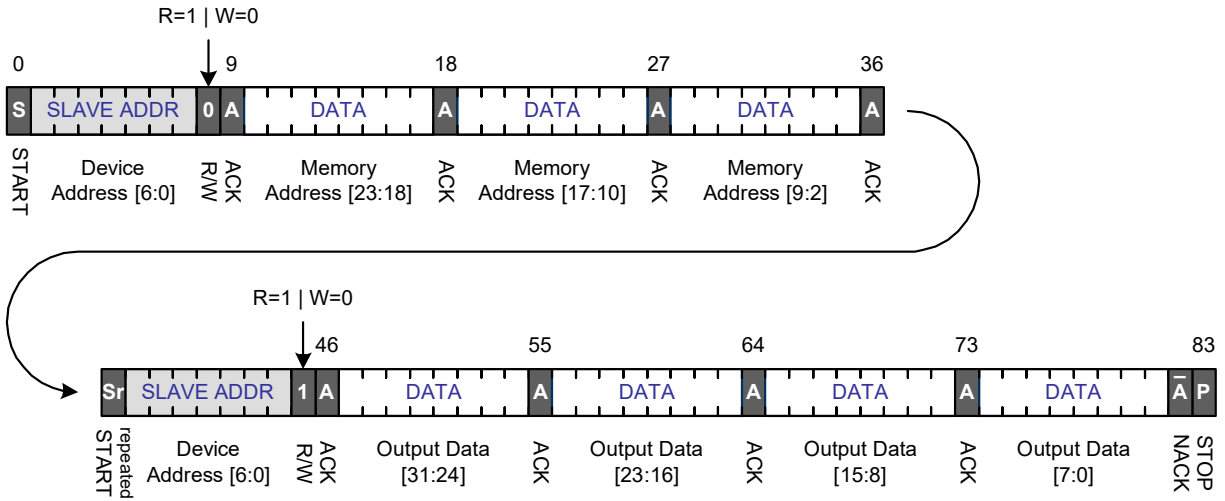 R=1 | W=0
0 9 18 27 36
S SLAVE ADDR 0 A DATA A DATA A DATA A
START Device Address [6:0] R/W ACK Memory Address [23:18] ACK Memory Address [17:10] ACK Memory Address [9:2] ACK
R=1 | W=0
46 55 64 73 83
Sr SLAVE ADDR 1 A DATA A DATA A DATA A DATA A̅ P
repeated START Device Address [6:0] R/W ACK Output Data [31:24] ACK Output Data [23:16] ACK Output Data [15:8] ACK Output Data [7:0] NACK STOP